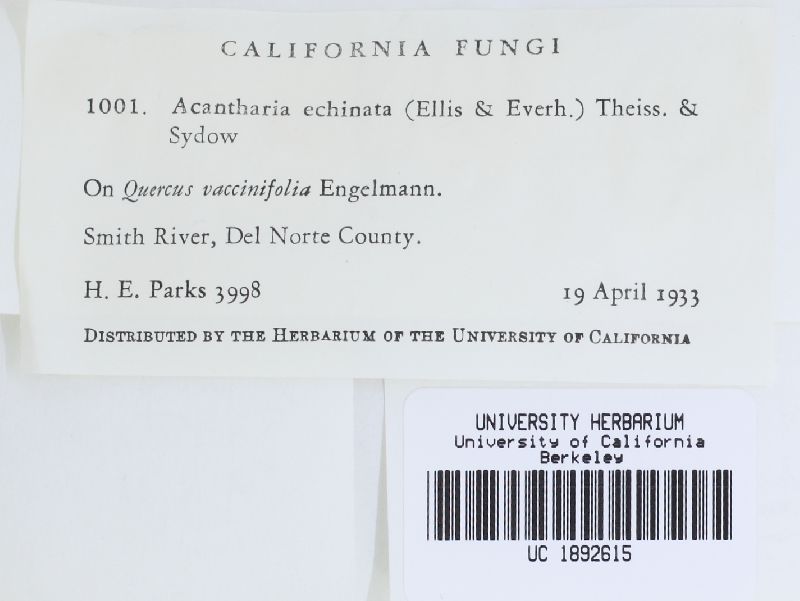 CALIFORNIA FUNGI
1001. Acantharia echinata (Ellis & Everh.) Theiss. &
Sydow
On Quercus vaccinifolia Engelmann.
Smith River, Del Norte County.
H. E. Parks 3998 19 April 1933
DISTRIBUTED BY THE HERBARIUM OF THE UNIVERSITY OF CALIFORNIA
UNIVERSITY HERBARIUM
University of California
Berkeley
UC 1892615